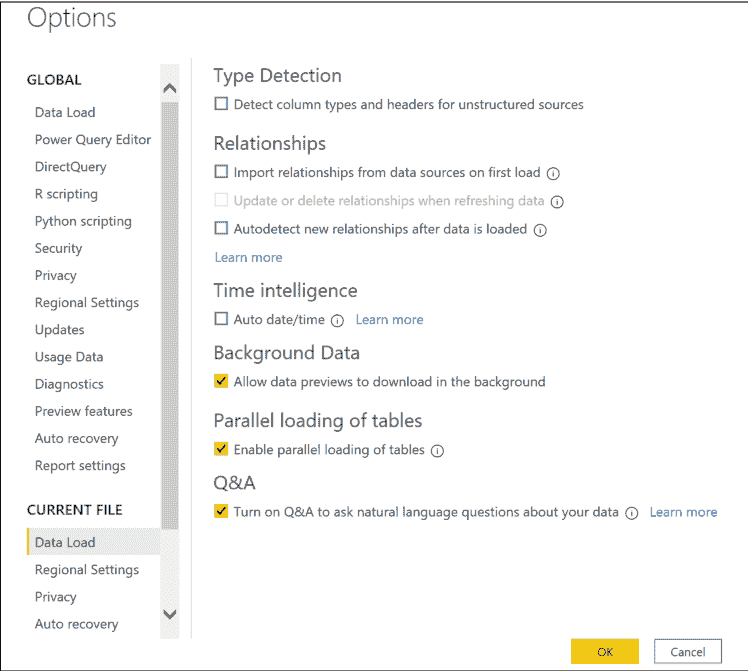 Options
GLOBAL
Data Load
Power Query Editor
DirectQuery
R scripting
Python scripting
Security
Privacy
Regional Settings
Updates
Usage Data
Diagnostics
Preview features
Auto recovery
Report settings
CURRENT FILE
Data Load
Regional Settings
Privacy
Auto recovery
Type Detection
Detect column types and headers for unstructured sources
Relationships
Import relationships from data sources on first load
Update or delete relationships when refreshing data
Autodetect new relationships after data is loaded
Learn more
Time intelligence
Auto date/time Learn more
Background Data
Allow data previews to download in the background
Parallel loading of tables
Enable parallel loading of tables
Q&A
Turn on Q&A to ask natural language questions about your data Learn more
OK Cancel